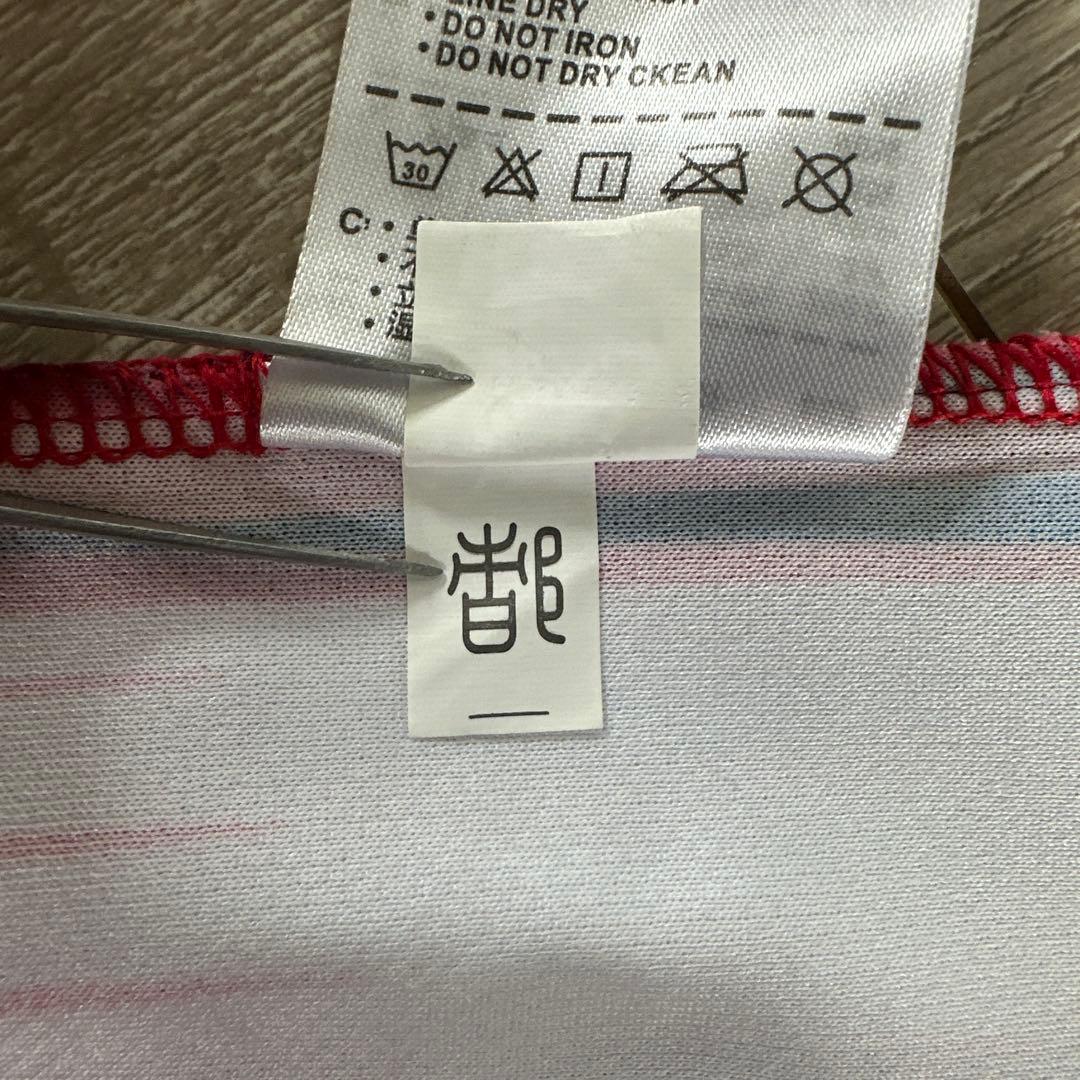 LINE DRY
•DO NOT IRON
•DO NOT DRY CKEAN
30
C:
都